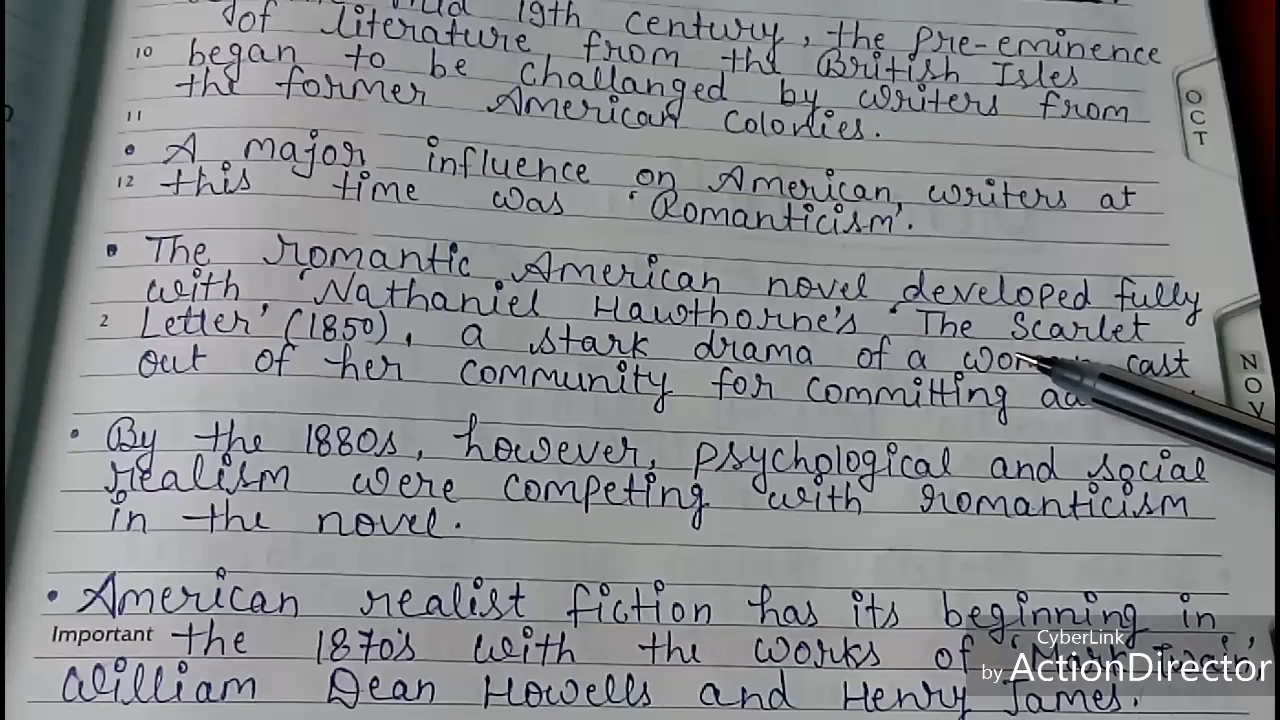 19th century, the pre-eminence
of literature from the British Isles
10 began to be challanged by writers from
the former American colonies.
11
• A major influence on American writers at
12 this time was 'Romanticism'.
• The romantic American novel developed fully
with 'Nathaniel Hawthorne's 'The Scarlet
2 Letter' (1850), a stark drama of a cast
out of her community for committing
• By the 1880s, however, psychological and social
realism were competing with romanticism
in the novel.
• American realist fiction has its beginning in
Important the 1870's with the works of 'Mark Twain',
William Dean Howells and Henry James.
OCT
NOV
CyberLink
by ActionDirector